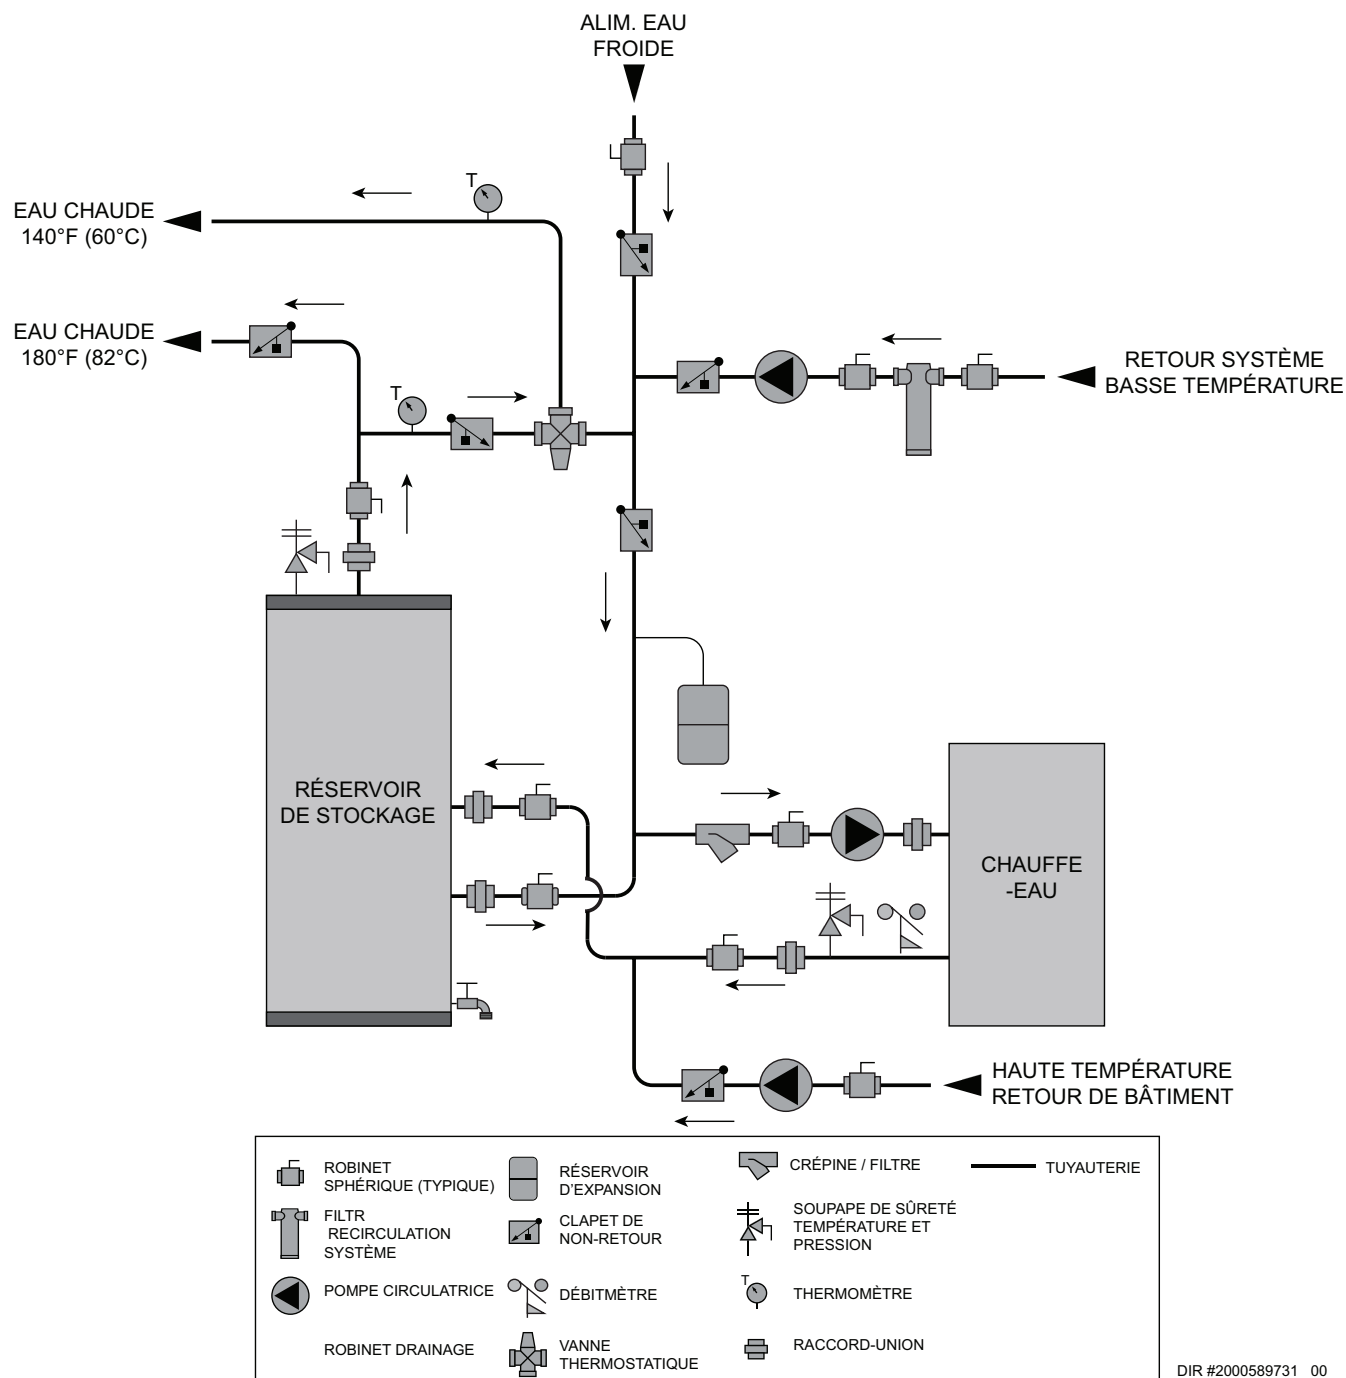 ALIM. EAU
FROIDE
T
EAU CHAUDE
140°F (60°C)
EAU CHAUDE
180°F (82°C)
T
RETOUR SYSTÈME
BASSE TEMPÉRATURE
RÉSERVOIR
DE STOCKAGE
CHAUFFE
-EAU
HAUTE TEMPÉRATURE
RETOUR DE BÂTIMENT
ROBINET
SPHÉRIQUE (TYPIQUE)
FILTR
RECIRCULATION
SYSTÈME
POMPE CIRCULATRICE
ROBINET DRAINAGE
RÉSERVOIR
D'EXPANSION
CLAPET DE
NON-RETOUR
DÉBITMÈTRE
VANNE
THERMOSTATIQUE
CRÉPINE / FILTRE
SOUPAPE DE SÛRETÉ
TEMPÉRATURE ET
PRESSION
T
THERMOMÈTRE
RACCORD-UNION
TUYAUTERIE
DIR #2000589731 00